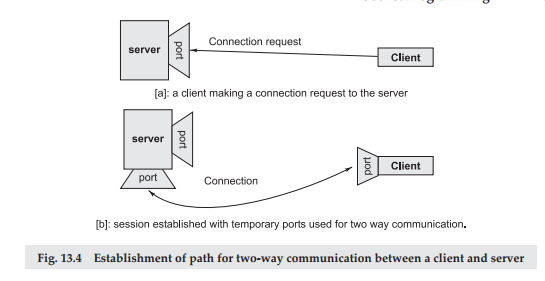 server
port
Connection request
Client
[a]: a client making a connection request to the server
server
port
port
Connection
port
Client
[b]: session established with temporary ports used for two way communication.
Fig. 13.4 Establishment of path for two-way communication between a client and server